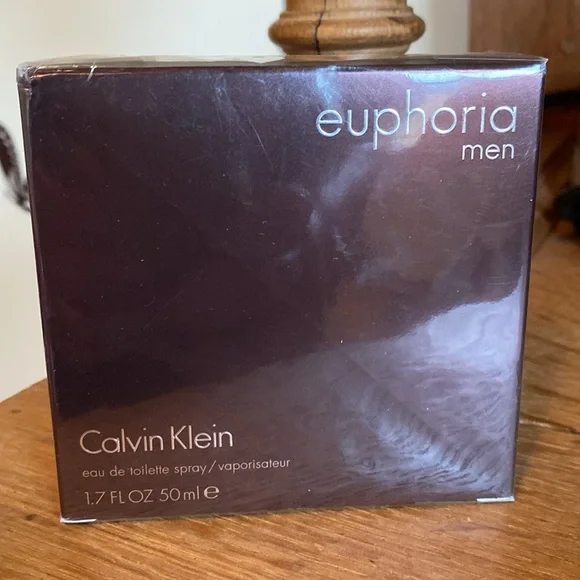 euphoria
men
Calvin Klein
eau de toilette spray/vaporisateur
1.7 FL OZ 50 ml ℮